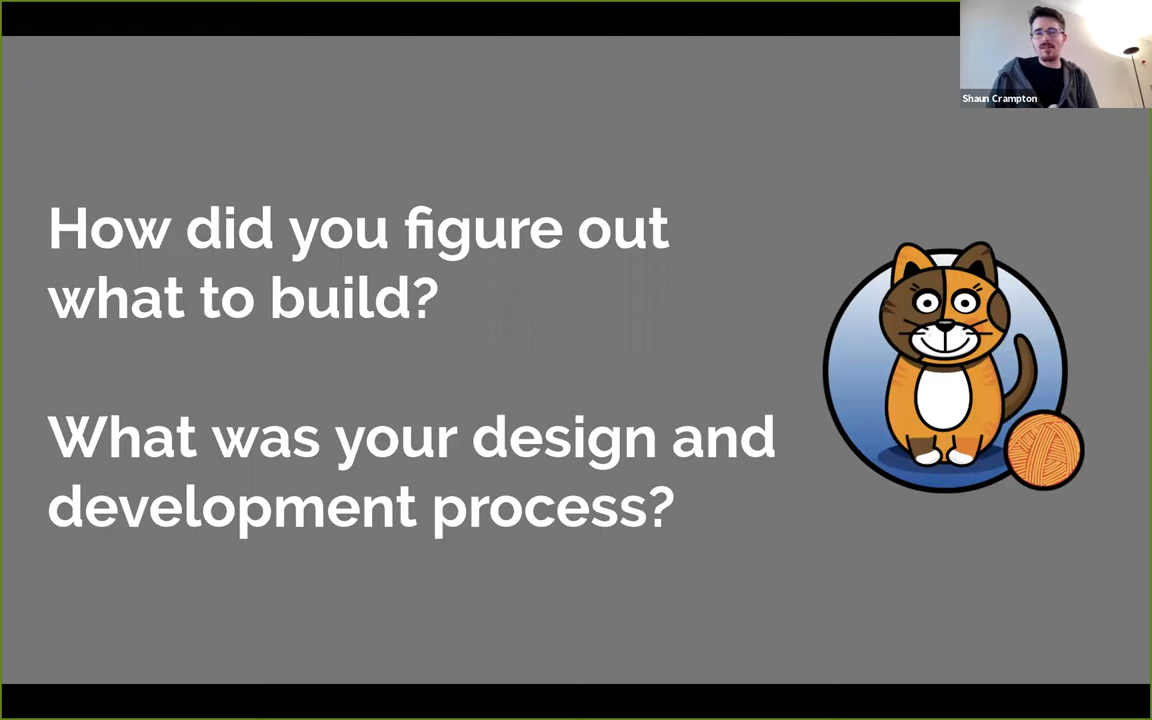 Shaun Crampton
How did you figure out
what to build?
What was your design and
development process?